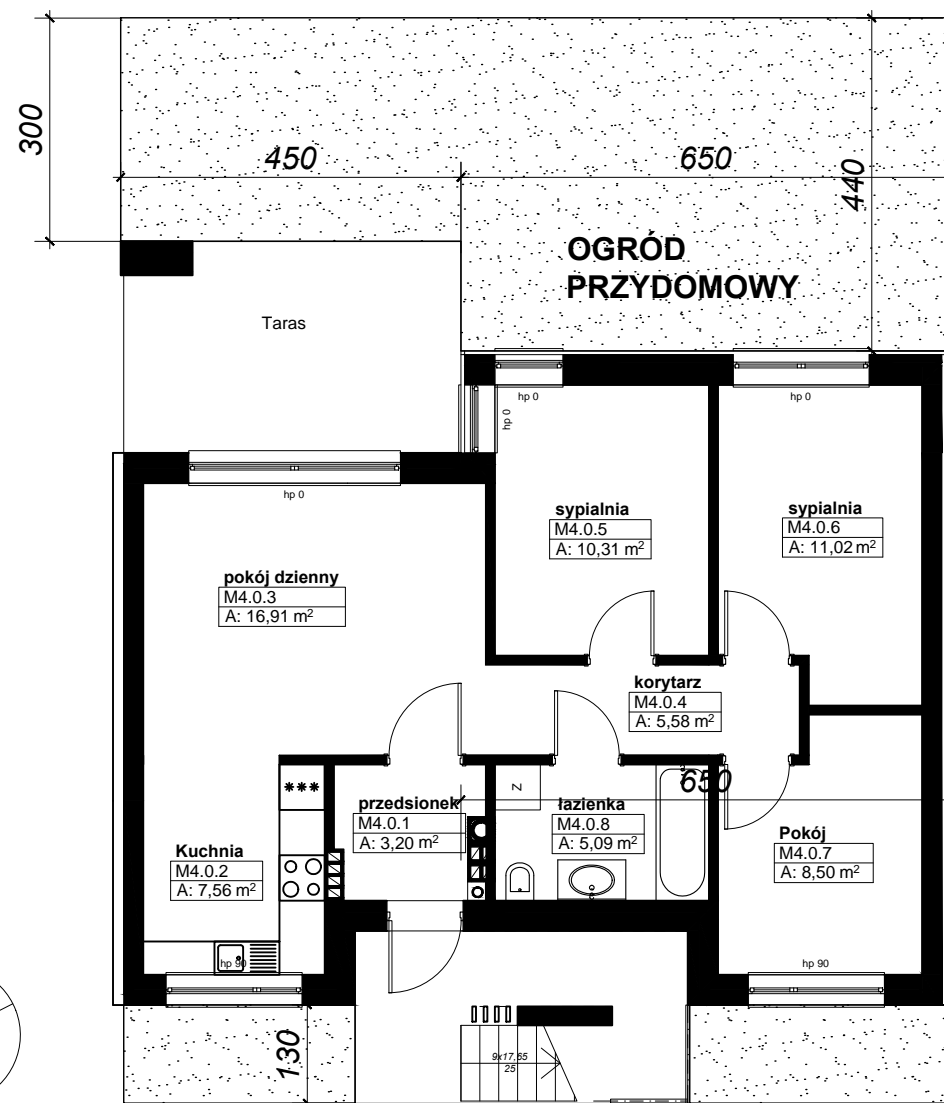 300
450
650
440
OGRÓD
PRZYDOMOWY
Taras
hp 0
hp 0
hp 0
hp 0
sypialnia
M4.0.5
A: 10,31 m²
sypialnia
M4.0.6
A: 11,02 m²
pokój dzienny
M4.0.3
A: 16,91 m²
korytarz
M4.0.4
A: 5,58 m²
650
***
przedsionek
M4.0.1
A: 3,20 m²
Z
łazienka
M4.0.8
A: 5,09 m²
Kuchnia
M4.0.2
A: 7,56 m²
Pokój
M4.0.7
A: 8,50 m²
hp 90
hp 90
130
9x17,65
25